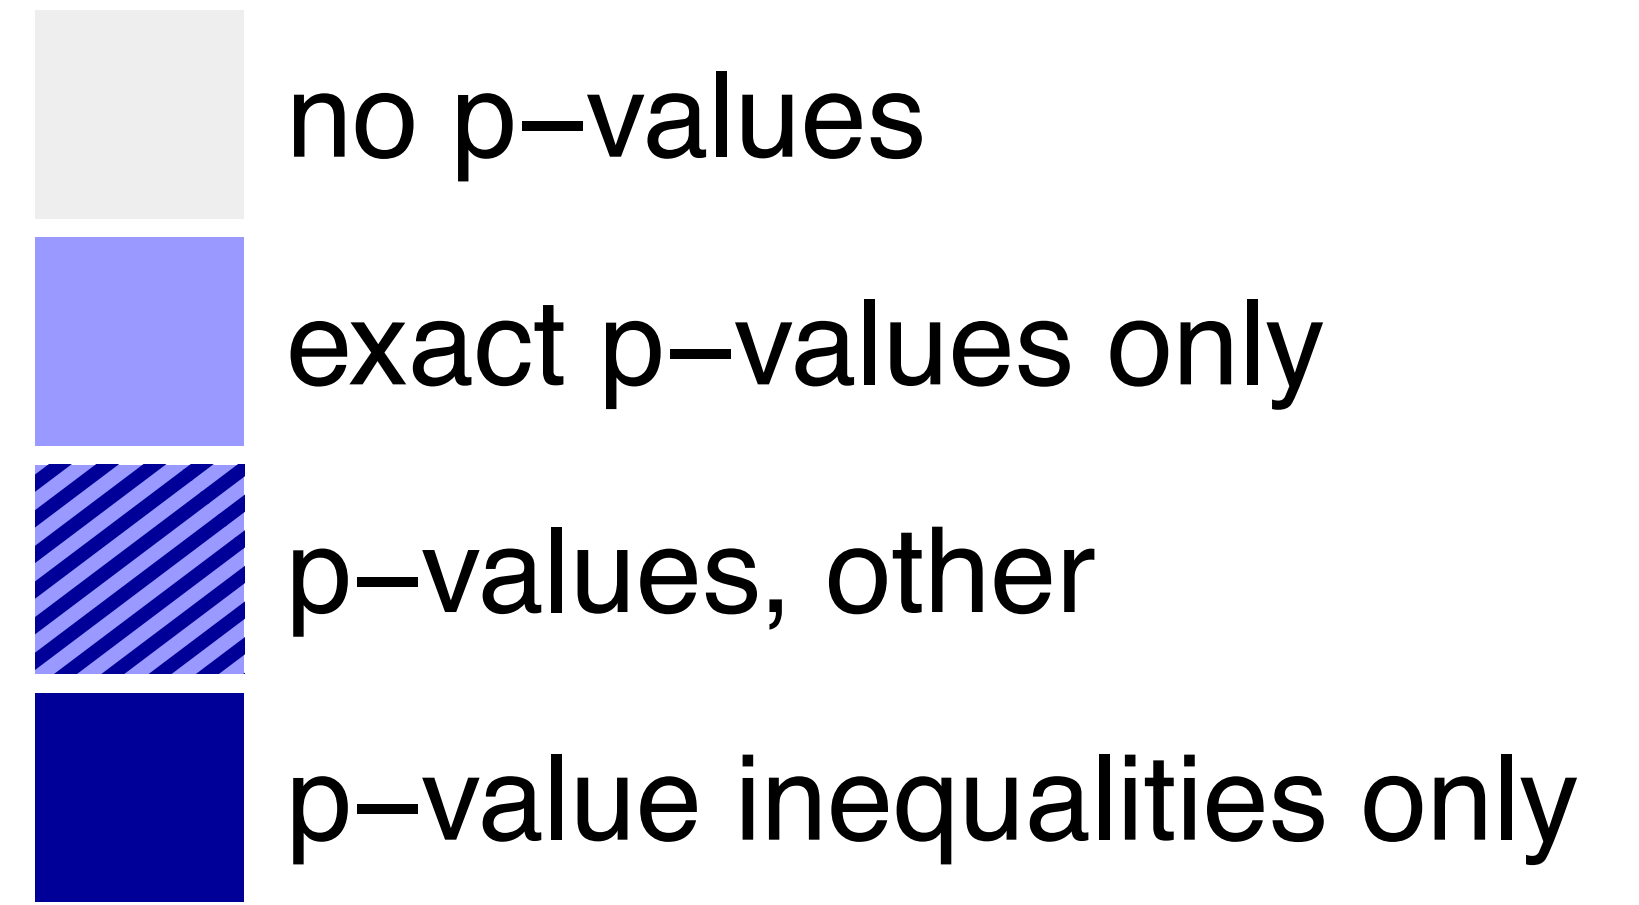 no p–values
exact p–values only
p–values, other
p–value inequalities only